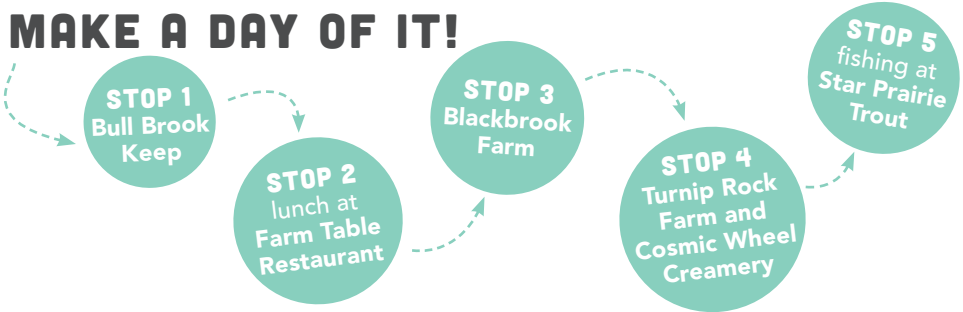 MAKE A DAY OF IT!
STOP 1
Bull Brook
Keep
STOP 2
lunch at
Farm Table
Restaurant
STOP 3
Blackbrook
Farm
STOP 4
Turnip Rock
Farm and
Cosmic Wheel
Creamery
STOP 5
fishing at
Star Prairie
Trout